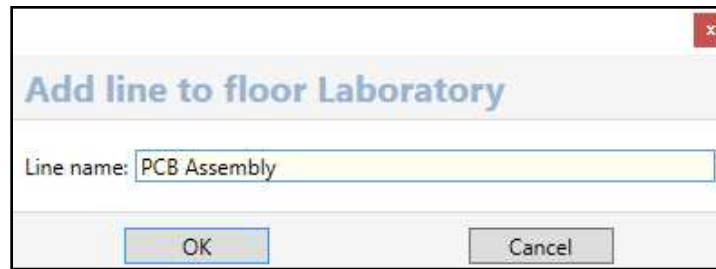 x
Add line to floor Laboratory
Line name: PCB Assembly
OK Cancel